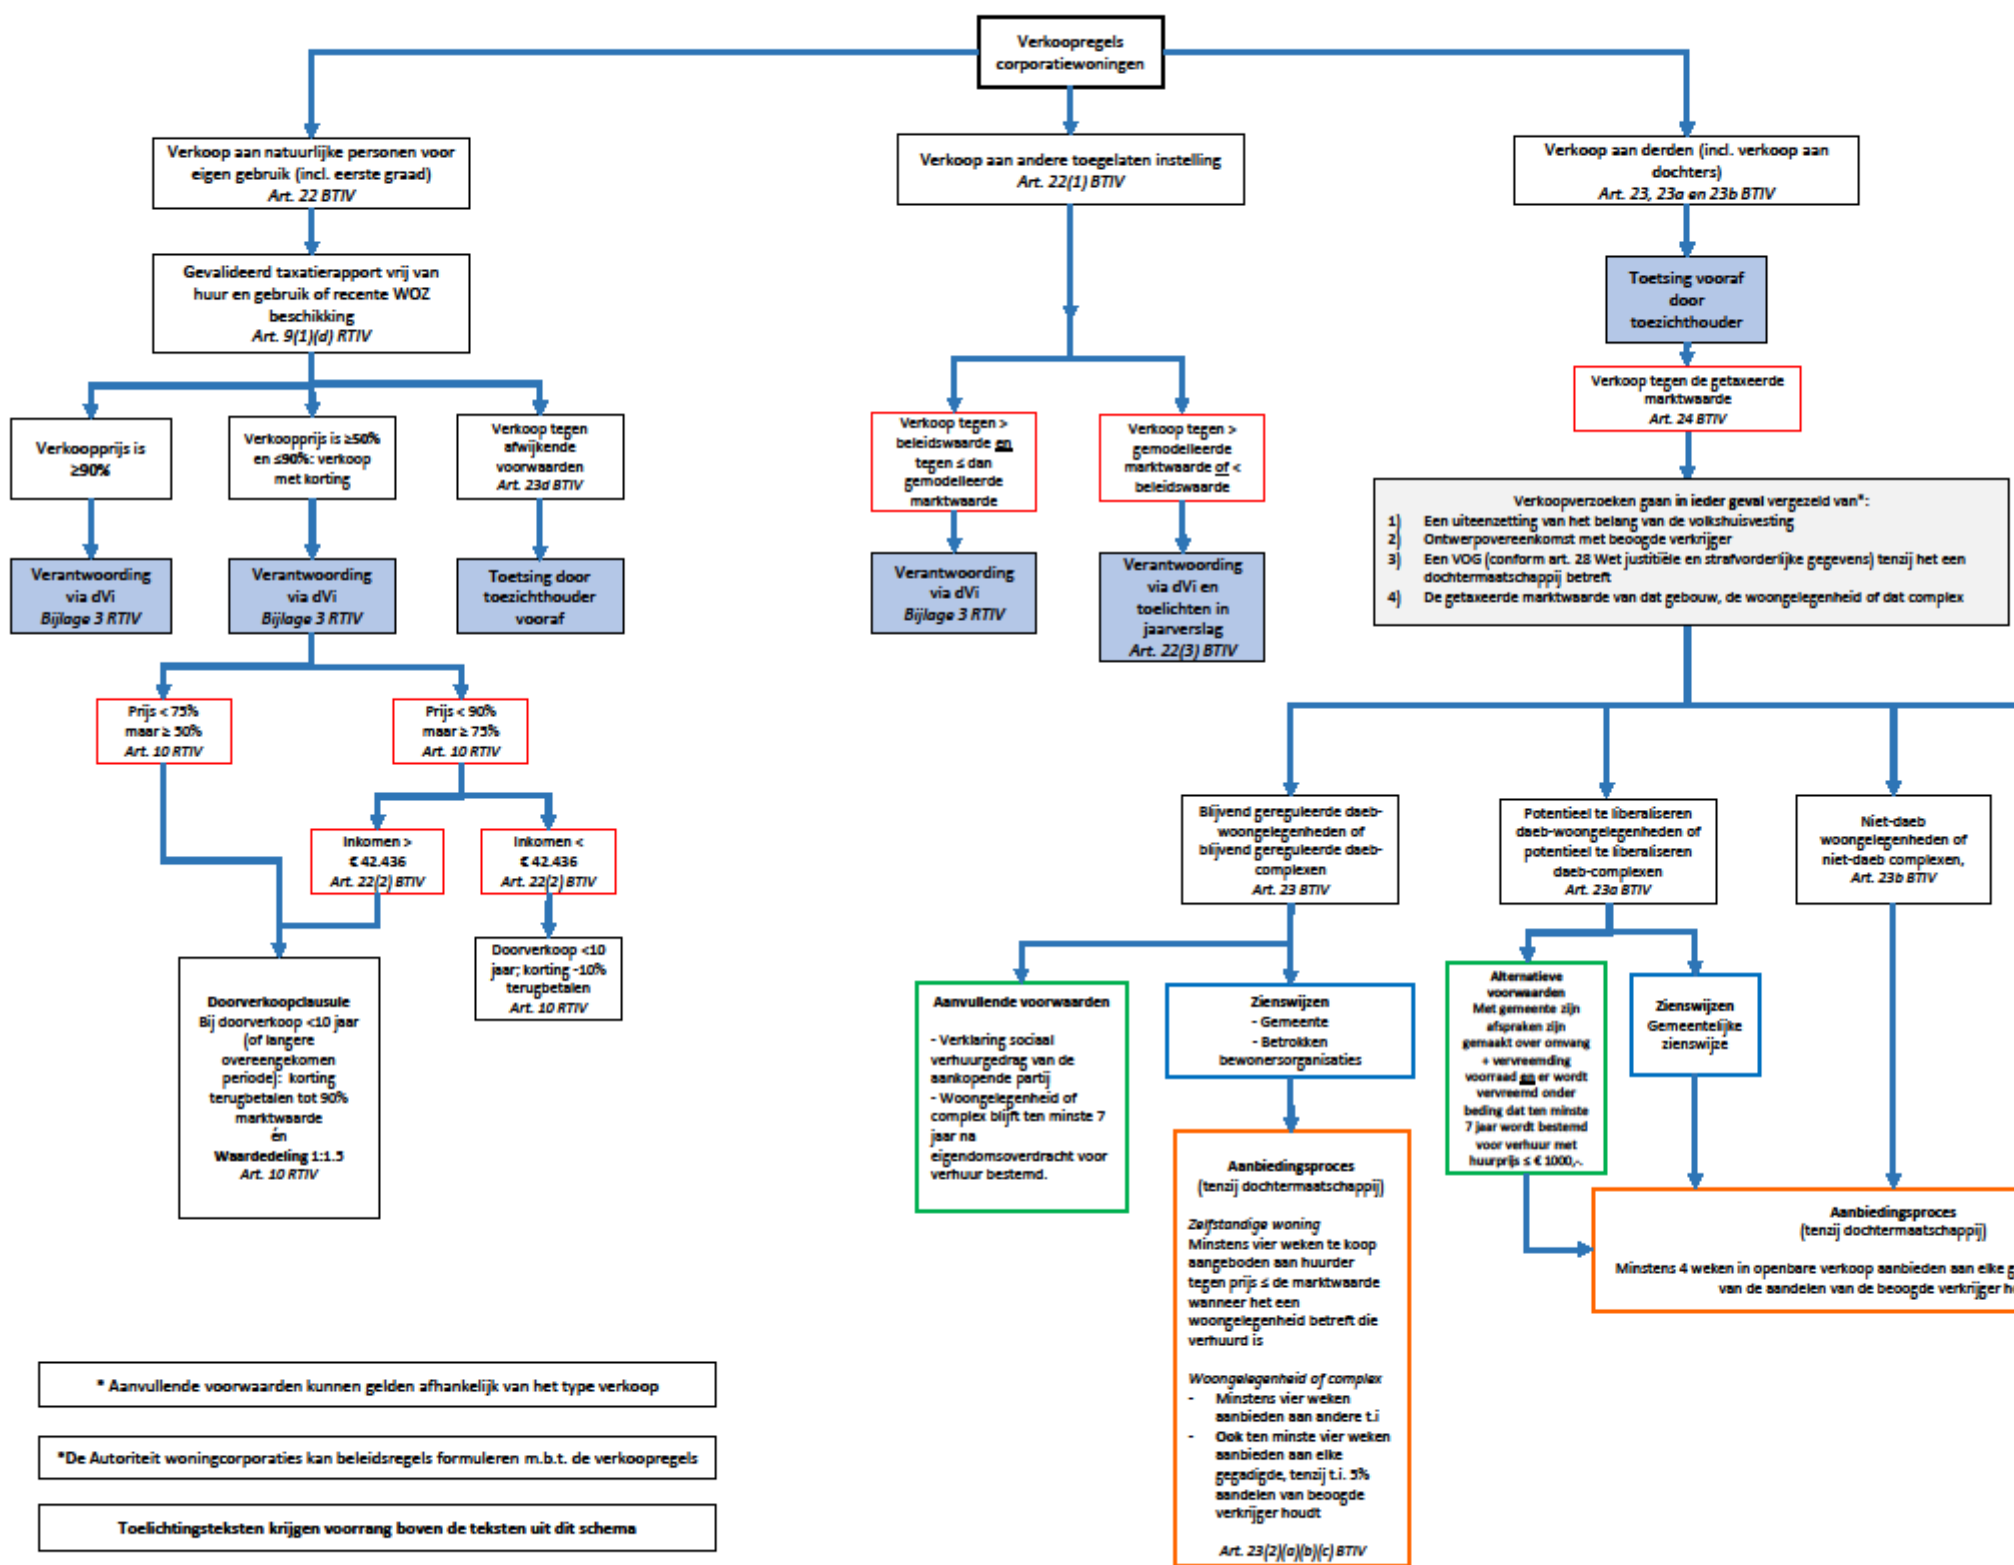 Verkoopregels
corporatiewoningen
Verkoop aan natuurlijke personen voor
eigen gebruik (incl. eerste graad)
Art. 22 BTIV
Verkoop aan andere toegelaten instelling
Art. 22(1) BTIV
Verkoop aan derden (incl. verkoop aan
dochters)
Art. 23, 23a en 23b BTIV
Gevalideerd taxatierapport vrij van
huur en gebruik of recente WOZ
beschikking
Art. 9(1)(d) RTIV
Toetsing vooraf
door
toezichthouder
Verkoop tegen de getaxeerde
marktwaarde
Art. 24 BTIV
Verkoopprijs is
≥90%
Verkoopprijs is ≥50%
en ≤90%: verkoop
met korting
Verkoop tegen
afwijkende
voorwaarden
Art. 23d BTIV
Verkoop tegen >
beleidswaarde en
tegen ≤ dan
gemodelleerde
marktwaarde
Verkoop tegen >
gemodelleerde
marktwaarde of <
beleidswaarde
Verkoopverzoeken gaan in ieder geval vergezeld van*:
1) Een uiteenzetting van het belang van de volkshuisvesting
2) Ontwerpovereenkomst met beoogde verkrijger
3) Een VOG (conform art. 28 Wet justitiële en strafvorderlijke gegevens) tenzij het een
dochtermaatschappij betreft
4) De getaxeerde marktwaarde van dat gebouw, de woongelegenheid of dat complex
Verantwoording
via dVi
Bijlage 3 RTIV
Verantwoording
via dVi
Bijlage 3 RTIV
Toetsing door
toezichthouder
vooraf
Verantwoording
via dVi
Bijlage 3 RTIV
Verantwoording
via dVi en
toelichten in
jaarverslag
Art. 22(3) BTIV
Prijs < 75%
maar ≥ 50%
Art. 10 RTIV
Prijs < 90%
maar ≥ 75%
Art. 10 RTIV
Inkomen >
€ 42.436
Art. 22(2) BTIV
Inkomen <
€ 42.436
Art. 22(2) BTIV
Doorverkoop <10
jaar; korting -10%
terugbetalen
Art. 10 RTIV
Doorverkoopclausule
Bij doorverkoop <10 jaar
(of langere
overeengekomen
periode): korting
terugbetalen tot 90%
marktwaarde
én
Waardedeling 1:1.5
Art. 10 RTIV
Blijvend gereguleerde daeb-
woongelegenheden of
blijvend gereguleerde daeb-
complexen
Art. 23 BTIV
Potentieel te liberaliseren
daeb-woongelegenheden of
potentieel te liberaliseren
daeb-complexen
Art. 23a BTIV
Niet-daeb
woongelegenheden of
niet-daeb complexen,
Art. 23b BTIV
Aanvullende voorwaarden
- Verklaring sociaal
verhuurgedrag van de
aankopende partij
- Woongelegenheid of
complex blijft ten minste 7
jaar na
eigendomsoverdracht voor
verhuur bestemd.
Zienswijzen
- Gemeente
- Betrokken
bewonersorganisaties
Alternatieve
voorwaarden
Met gemeente zijn
afspraken zijn
gemaakt over omvang
+ vervreemding
voorraad en er wordt
vervreemd onder
beding dat ten minste
7 jaar wordt bestemd
voor verhuur met
huurprijs ≤ € 1000,-.
Zienswijzen
Gemeentelijke
zienswijze
Aanbiedingsproces
(tenzij dochtermaatschappij)
Zelfstandige woning
Minstens vier weken te koop
aangeboden aan huurder
tegen prijs ≤ de marktwaarde
wanneer het een
woongelegenheid betreft die
verhuurd is
Woongelegenheid of complex
- Minstens vier weken
aanbieden aan andere t.i
- Ook ten minste vier weken
aanbieden aan elke
gegadigde, tenzij t.i. 5%
aandelen van beoogde
verkrijger houdt
Art. 23(2)(a)(b)(c) BTIV
Aanbiedingsproces
(tenzij dochtermaatschappij)
Minstens 4 weken in openbare verkoop aanbieden aan elke g
van de aandelen van de beoogde verkrijger h
* Aanvullende voorwaarden kunnen gelden afhankelijk van het type verkoop
*De Autoriteit woningcorporaties kan beleidsregels formuleren m.b.t. de verkoopregels
Toelichtingsteksten krijgen voorrang boven de teksten uit dit schema